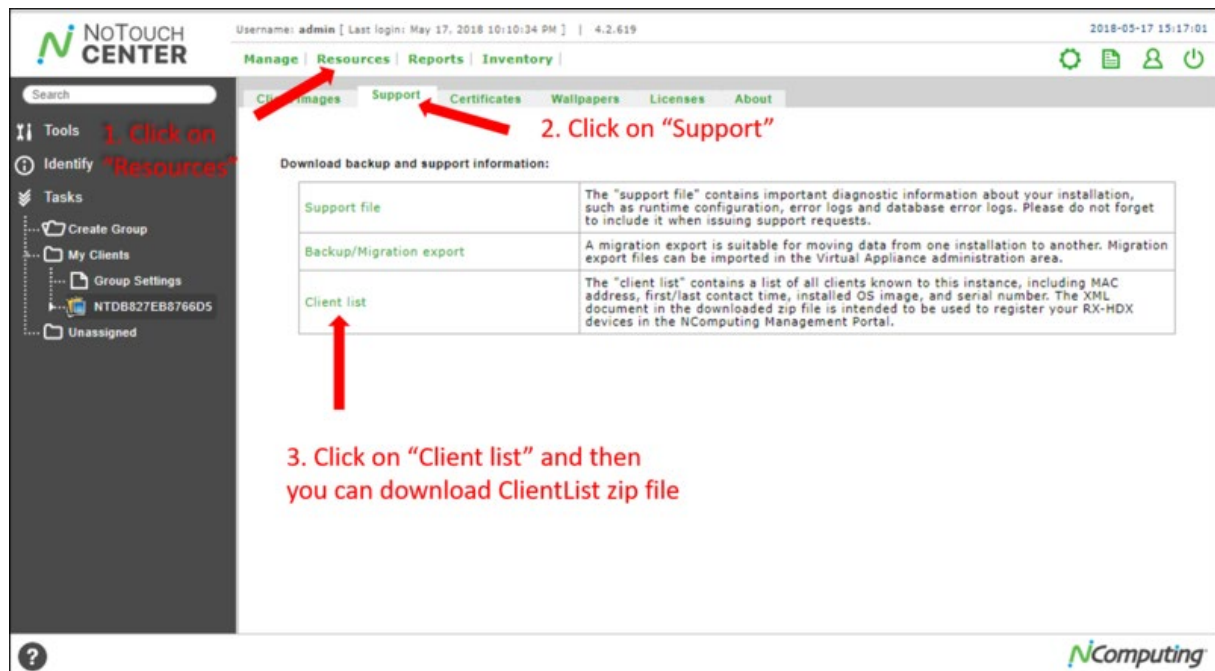 NoTouch
CENTER
Username: admin [ Last login: May 17, 2018 10:10:34 PM ] | 4.2.619
2018-05-17 15:17:01
Manage | Resources | Reports | Inventory |
Search
Client Images
Support
Certificates
Wallpapers
Licenses
About
Tools
Identify
Tasks
Create Group
My Clients
Group Settings
NTDB827EB8766D5
Unassigned
1. Click on
"Resources"
2. Click on “Support”
Download backup and support information:
Support file
The "support file" contains important diagnostic information about your installation,
such as runtime configuration, error logs and database error logs. Please do not forget
to include it when issuing support requests.
Backup/Migration export
A migration export is suitable for moving data from one installation to another. Migration
export files can be imported in the Virtual Appliance administration area.
Client list
The "client list" contains a list of all clients known to this instance, including MAC
address, first/last contact time, installed OS image, and serial number. The XML
document in the downloaded zip file is intended to be used to register your RX-HDX
devices in the NComputing Management Portal.
3. Click on “Client list” and then
you can download ClientList zip file
?
NComputing